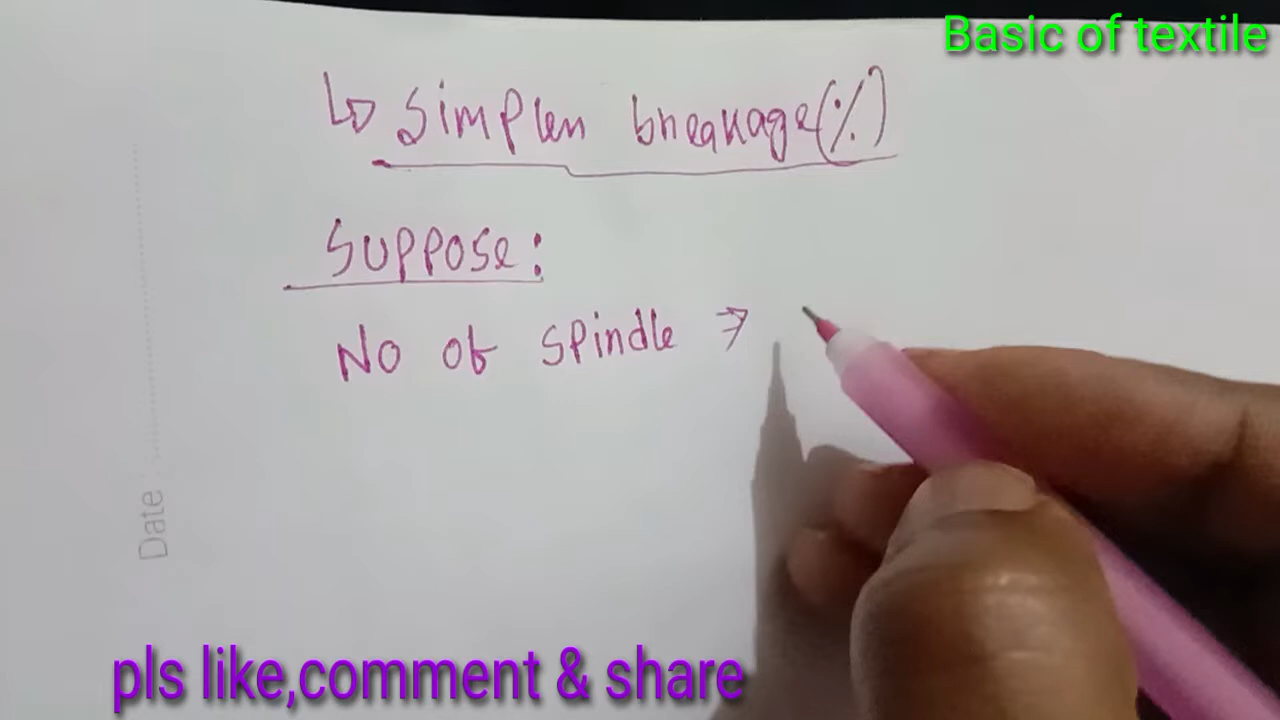 Basic of textile
↳ Simplex breakage(%)
Suppose:
No of spindle ⇒
Date
pls like,comment & share